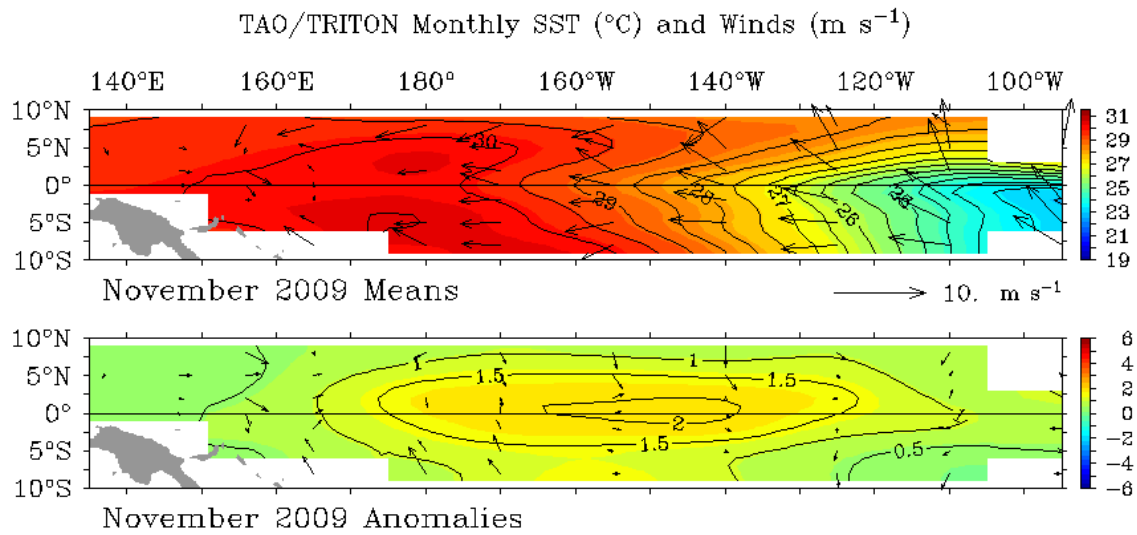 TAO/TRITON Monthly SST (°C) and Winds (m s⁻¹)
140°E 160°E 180° 160°W 140°W 120°W 100°W
10°N
5°N
0°
5°S
10°S
30
29
28
27
26
26
31
29
27
25
23
21
19
November 2009 Means
10. m s⁻¹
10°N
5°N
0°
5°S
10°S
1
1
1.5
1.5
2
1.5
1
0.5
6
4
2
0
-2
-4
-6
November 2009 Anomalies